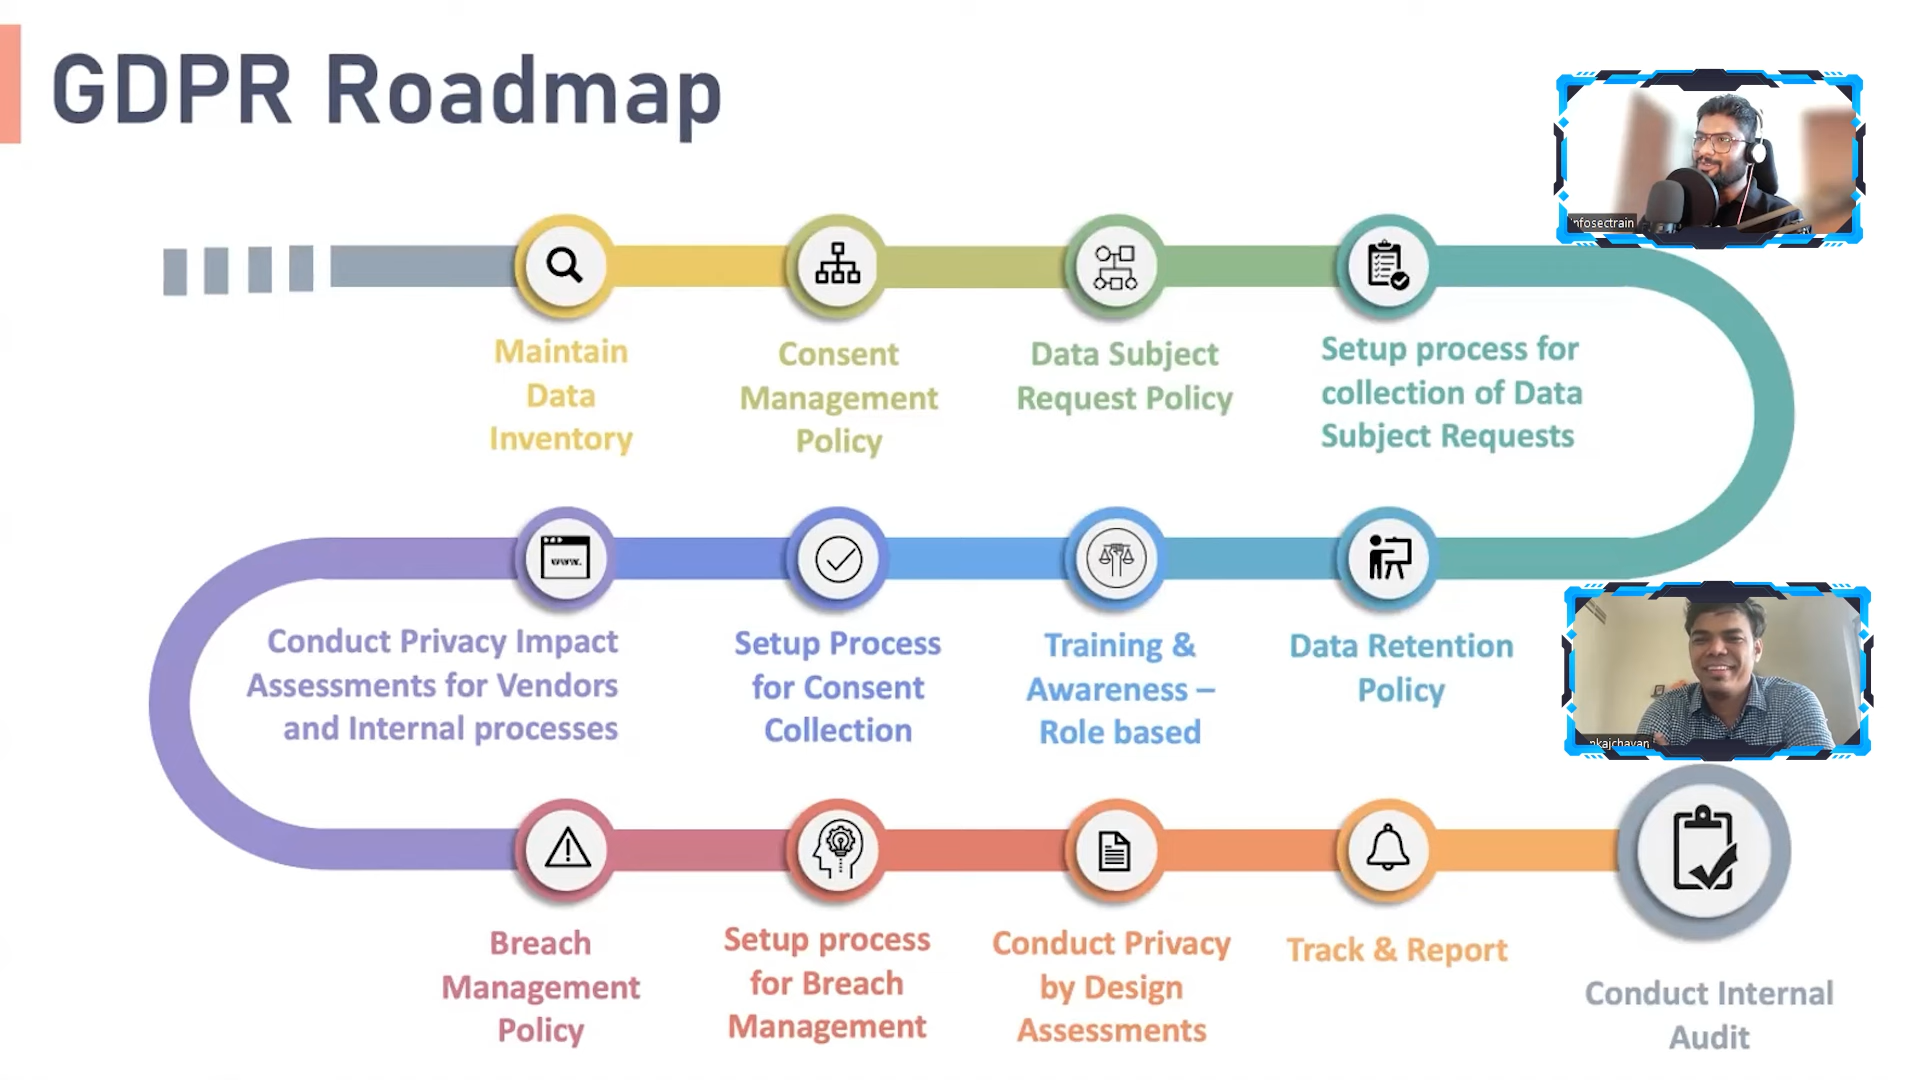 GDPR Roadmap
infosectrain
Maintain
Data
Inventory
Consent
Management
Policy
Data Subject
Request Policy
Setup process for
collection of Data
Subject Requests
www.
Conduct Privacy Impact
Assessments for Vendors
and Internal processes
Setup Process
for Consent
Collection
Training &
Awareness –
Role based
Data Retention
Policy
nkajchavan
Breach
Management
Policy
Setup process
for Breach
Management
Conduct Privacy
by Design
Assessments
Track & Report
Conduct Internal
Audit